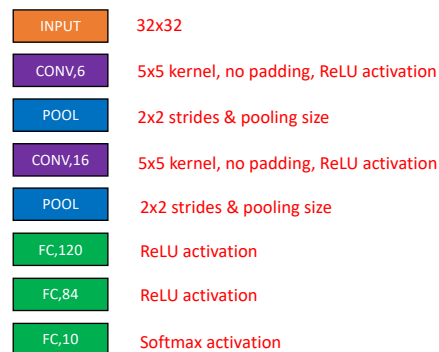 INPUT 32x32
CONV,6 5x5 kernel, no padding, ReLU activation
POOL 2x2 strides & pooling size
CONV,16 5x5 kernel, no padding, ReLU activation
POOL 2x2 strides & pooling size
FC,120 ReLU activation
FC,84 ReLU activation
FC,10 Softmax activation